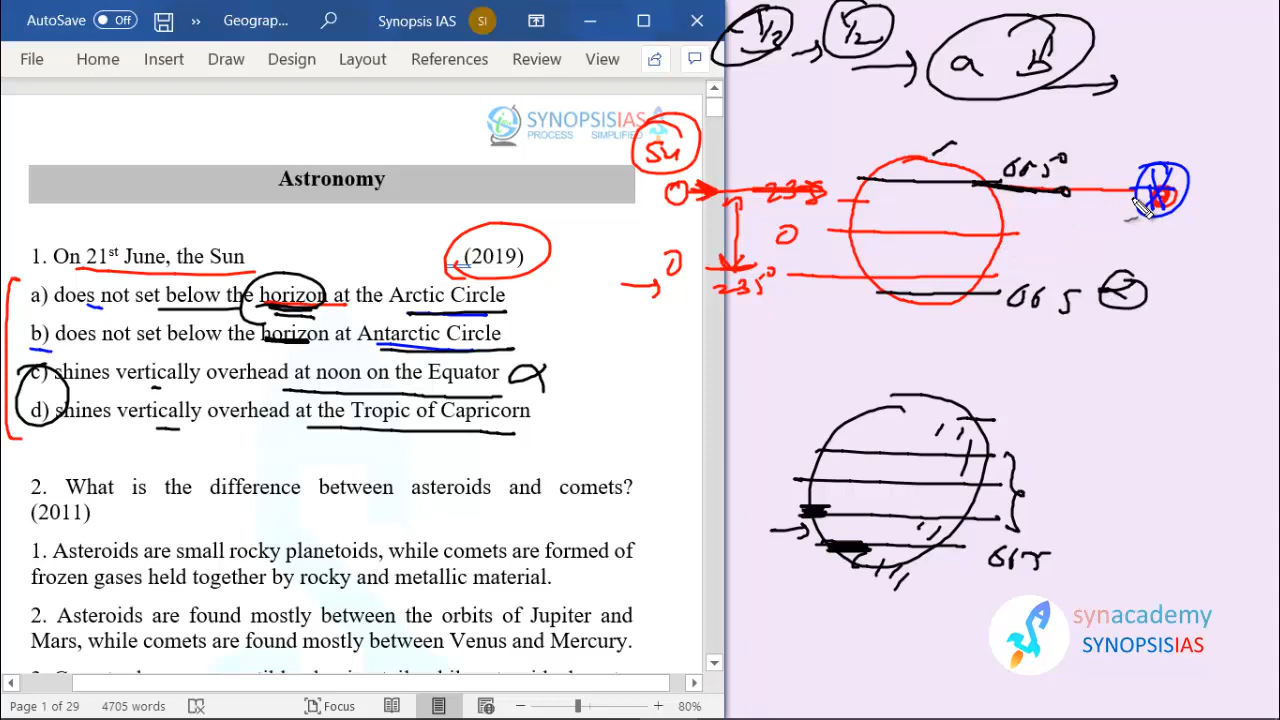 AutoSave Off Geograp... Synopsis IAS SI
File Home Insert Draw Design Layout References Review View
SYNOPSISIAS
PROCESS SIMPLIFIED
Astronomy
1. On 21st June, the Sun (2019)
a) does not set below the horizon at the Arctic Circle
b) does not set below the horizon at Antarctic Circle
c) shines vertically overhead at noon on the Equator
d) shines vertically overhead at the Tropic of Capricorn
2. What is the difference between asteroids and comets?
(2011)
1. Asteroids are small rocky planetoids, while comets are formed of
frozen gases held together by rocky and metallic material.
2. Asteroids are found mostly between the orbits of Jupiter and
Mars, while comets are found mostly between Venus and Mercury.
Page 1 of 29 4705 words Focus 80%
1/2 1/2 a b
66 5°
23 5
0
23 5°
66 5
66 5
synacademy
SYNOPSISIAS